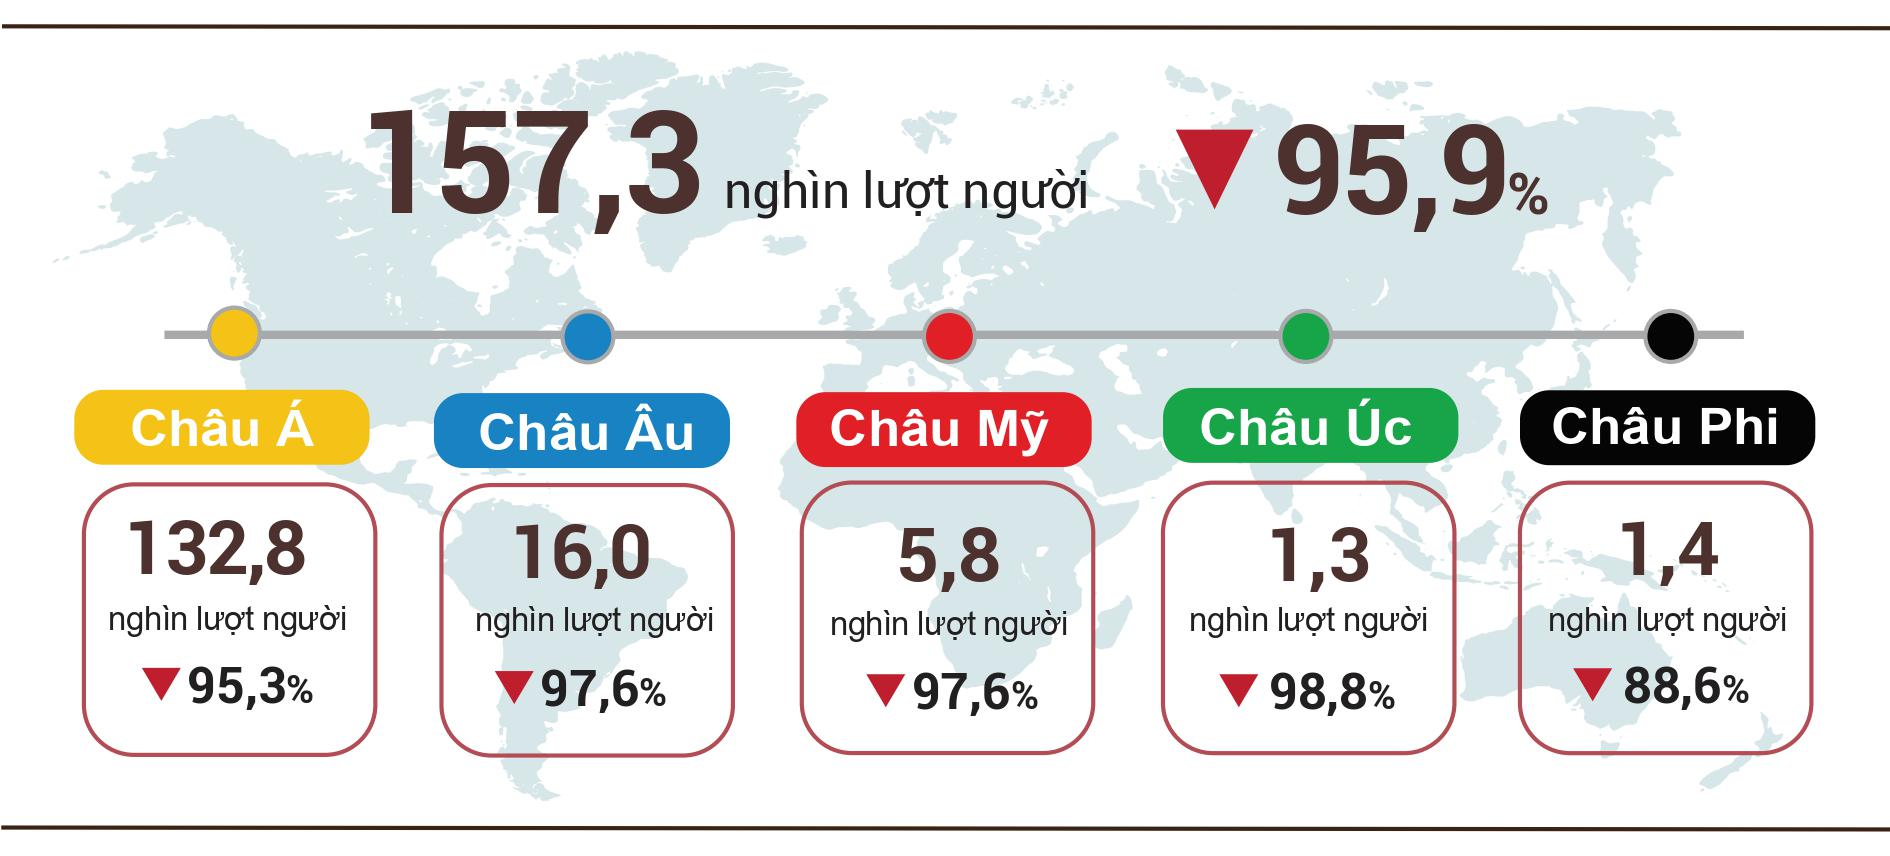 157,3 nghìn lượt người ▼95,9%
Châu Á
132,8
nghìn lượt người
▼95,3%
Châu Âu
16,0
nghìn lượt người
▼97,6%
Châu Mỹ
5,8
nghìn lượt người
▼97,6%
Châu Úc
1,3
nghìn lượt người
▼98,8%
Châu Phi
1,4
nghìn lượt người
▼88,6%